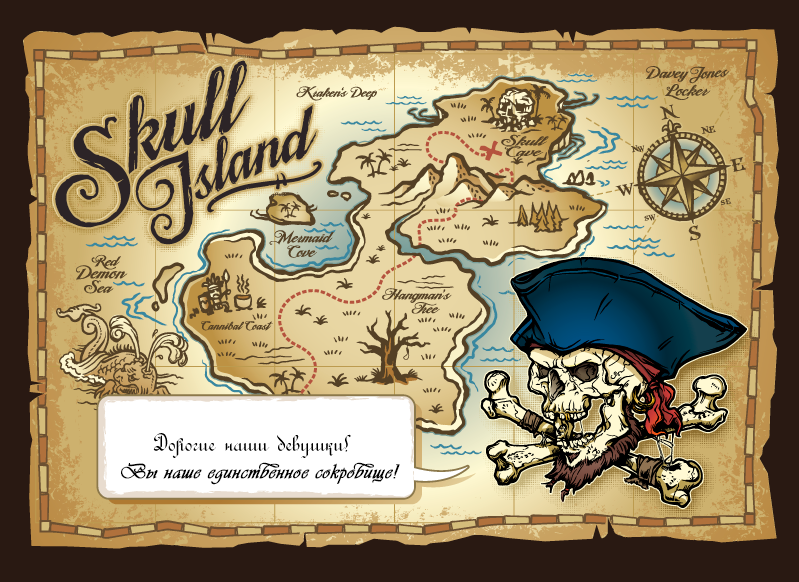 Skull
Island
Kraken's Deep
Davey Jones
Locker
Skull
Cave
N
NE
E
SE
S
SW
W
NW
Mermaid
Cove
Red
Demon
Sea
Cannibal Coast
Hangman's
Tree
Дорогие наши девушки!
Вы наше единственное сокровище!